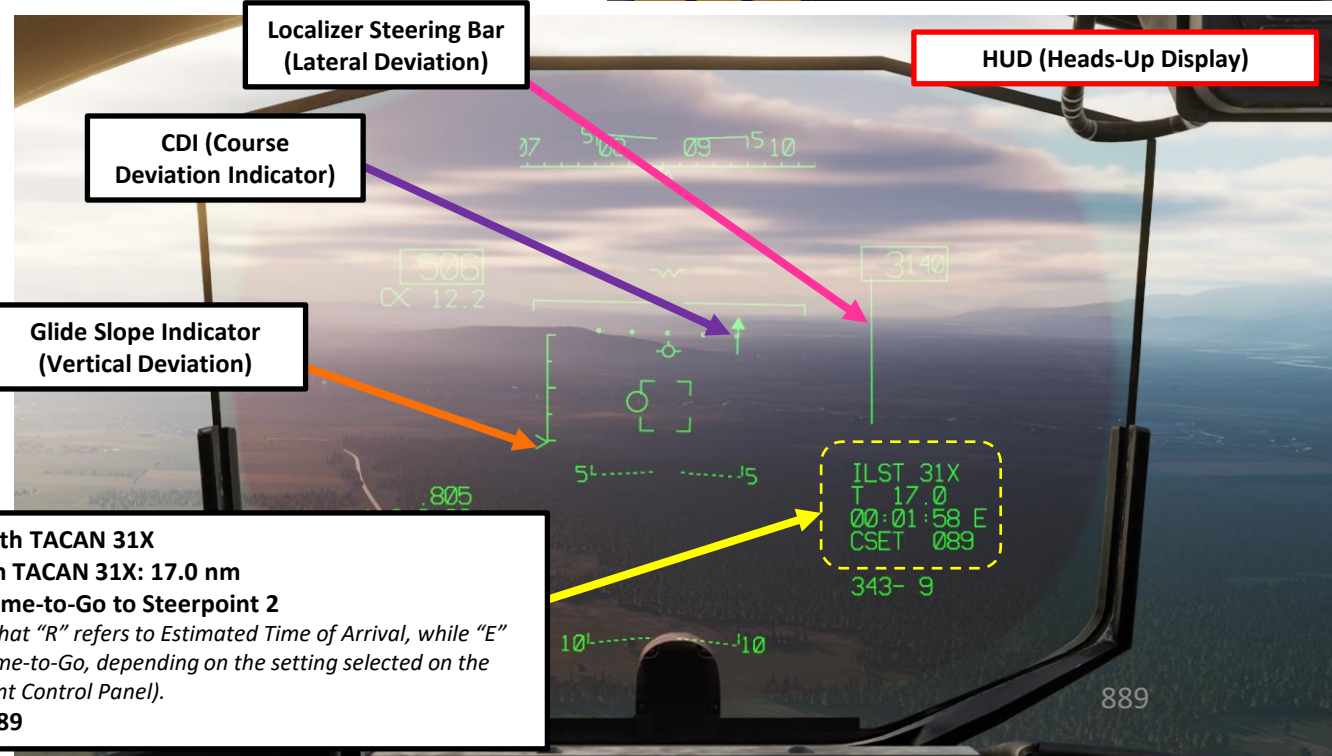 HUD (Heads-Up Display)
Localizer Steering Bar
(Lateral Deviation)
CDI (Course
Deviation Indicator)
Glide Slope Indicator
(Vertical Deviation)
07 08 09 10
5 5
506
α 12.2
3140
5 5
.805
ILST 31X
T 17.0
00:01:58 E
CSET 089
343- 9
10 10
th TACAN 31X
TACAN 31X: 17.0 nm
me-to-Go to Steerpoint 2
hat “R” refers to Estimated Time of Arrival, while “E”
me-to-Go, depending on the setting selected on the
nt Control Panel).
89
889